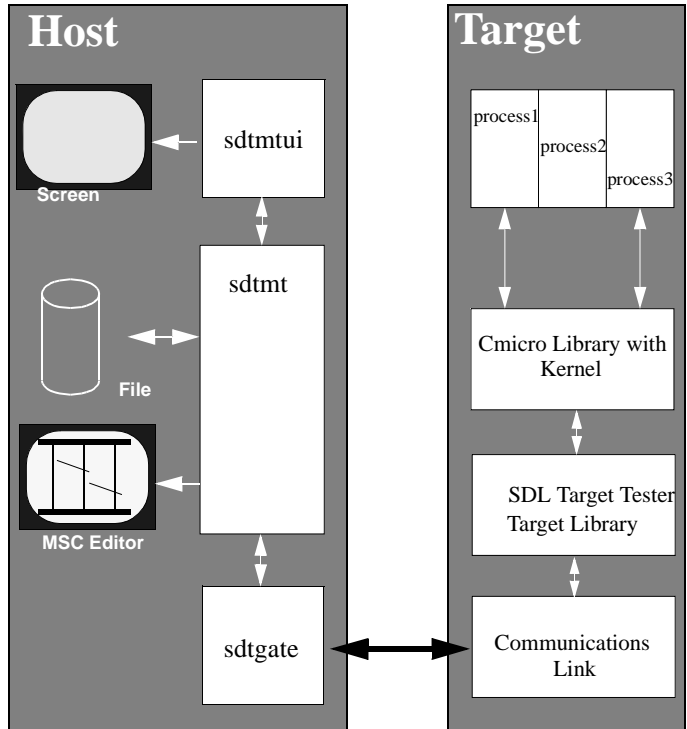 Host
sdtmtui
Screen
sdtmt
File
MSC Editor
sdtgate
Target
process1
process2
process3
Cmicro Library with
Kernel
SDL Target Tester
Target Library
Communications
Link